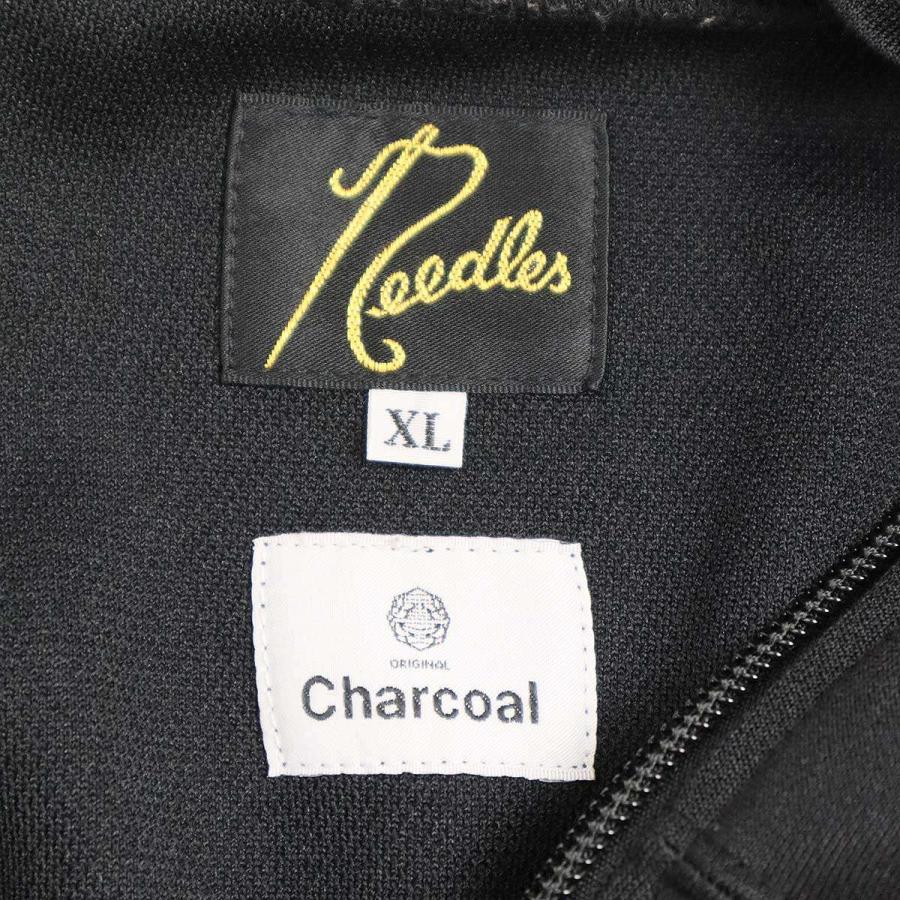 Needles
XL
ORIGINAL
Charcoal